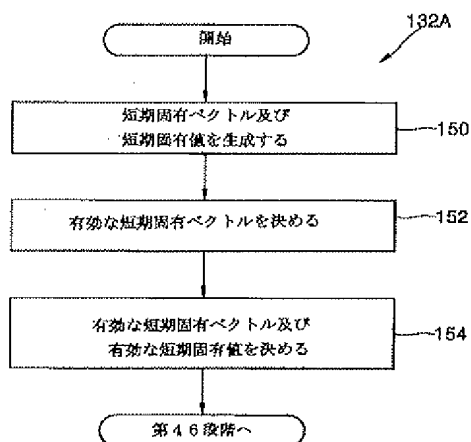 132A
開始
短期固有ベクトル及び
短期固有値を生成する
150
有効な短期固有ベクトルを決める
152
有効な短期固有ベクトル及び
有効な短期固有値を決める
154
第46段階へ